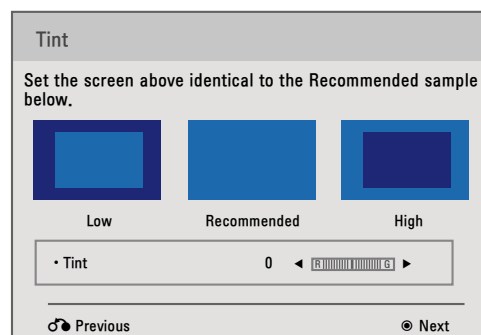 Tint
Set the screen above identical to the Recommended sample
below.
Low Recommended High
• Tint 0 ◄ R G ►
Previous ◉ Next